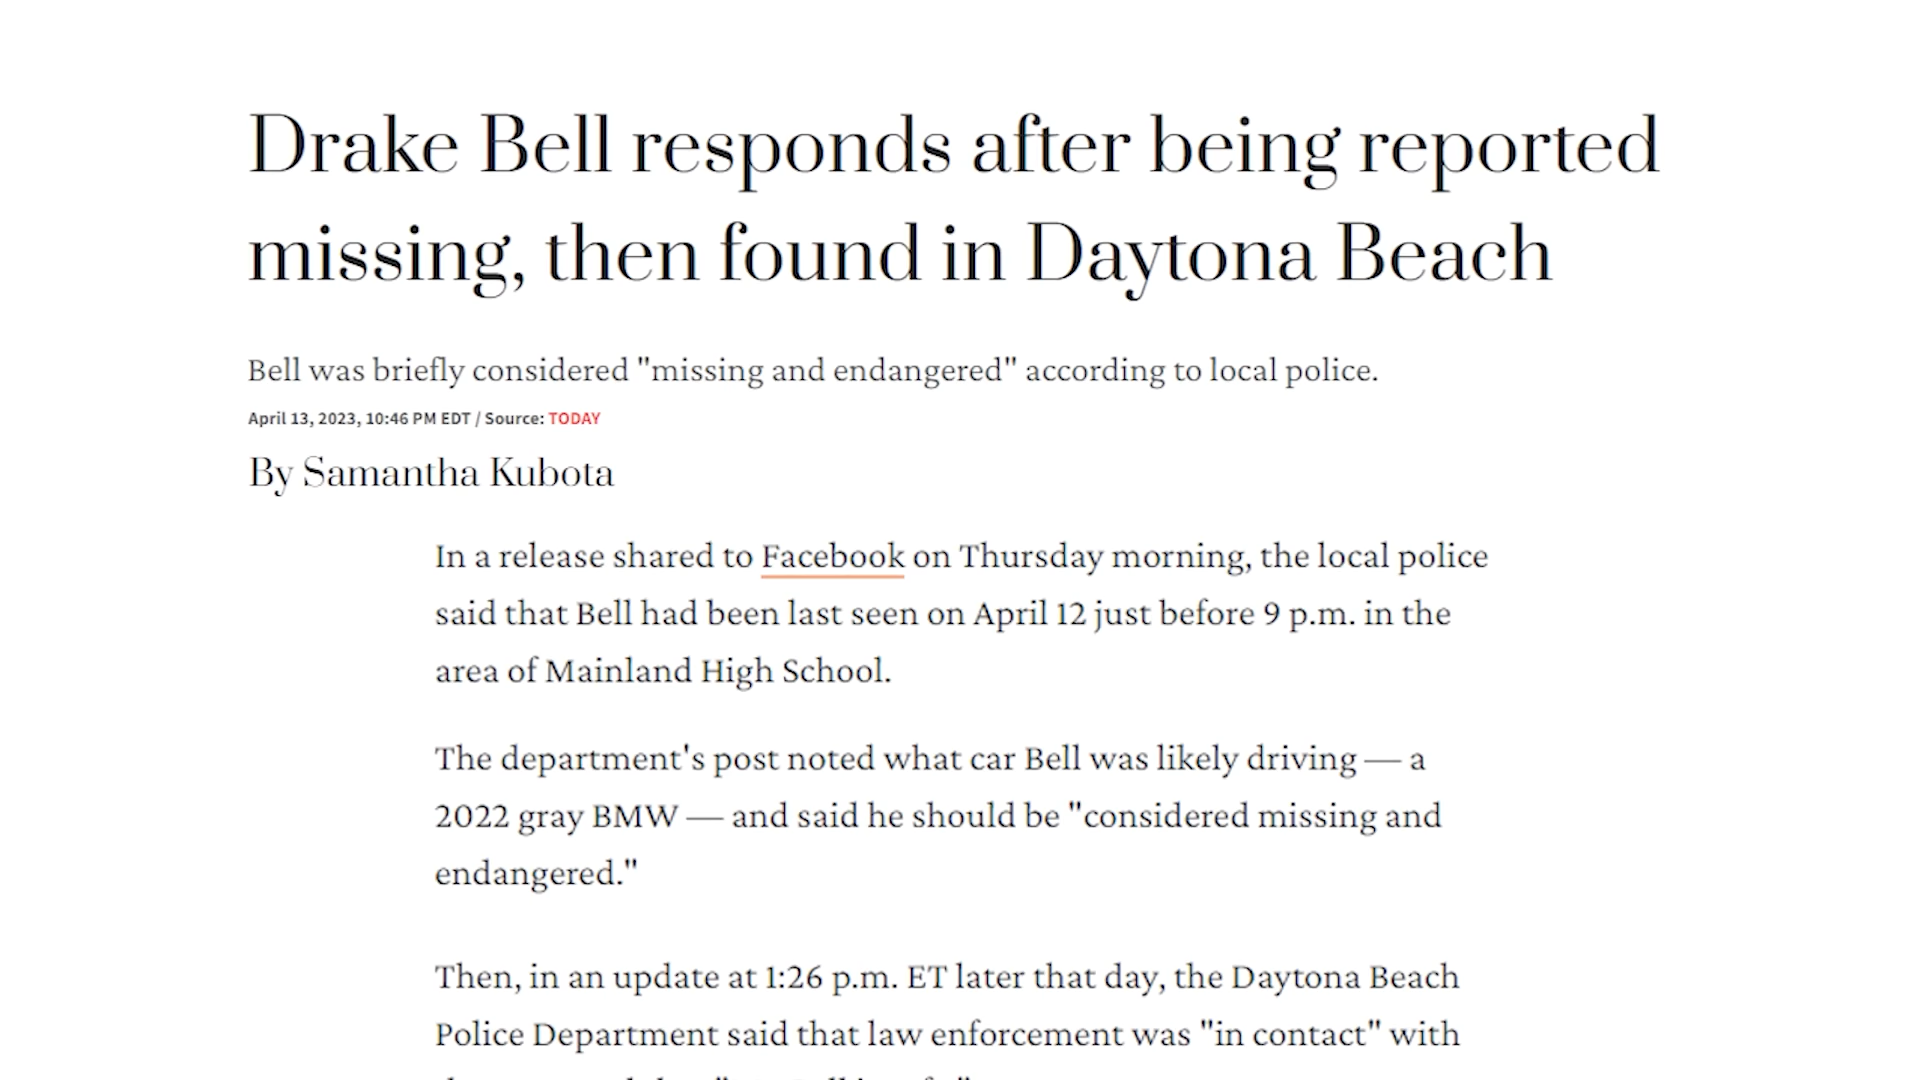 Drake Bell responds after being reported
missing, then found in Daytona Beach
Bell was briefly considered "missing and endangered" according to local police.
April 13, 2023, 10:46 PM EDT / Source: TODAY
By Samantha Kubota
In a release shared to Facebook on Thursday morning, the local police
said that Bell had been last seen on April 12 just before 9 p.m. in the
area of Mainland High School.
The department's post noted what car Bell was likely driving — a
2022 gray BMW — and said he should be "considered missing and
endangered."
Then, in an update at 1:26 p.m. ET later that day, the Daytona Beach
Police Department said that law enforcement was "in contact" with